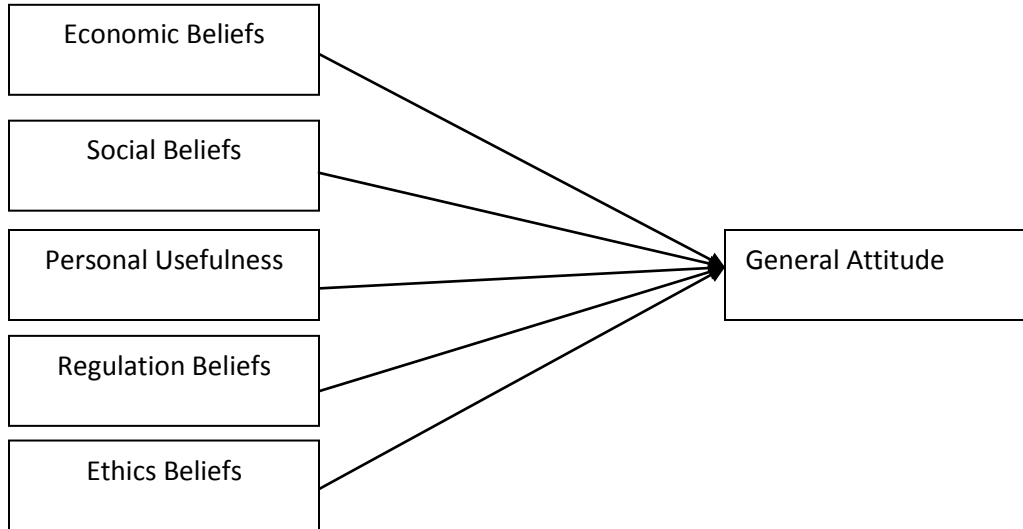 Economic Beliefs
Social Beliefs
Personal Usefulness
General Attitude
Regulation Beliefs
Ethics Beliefs